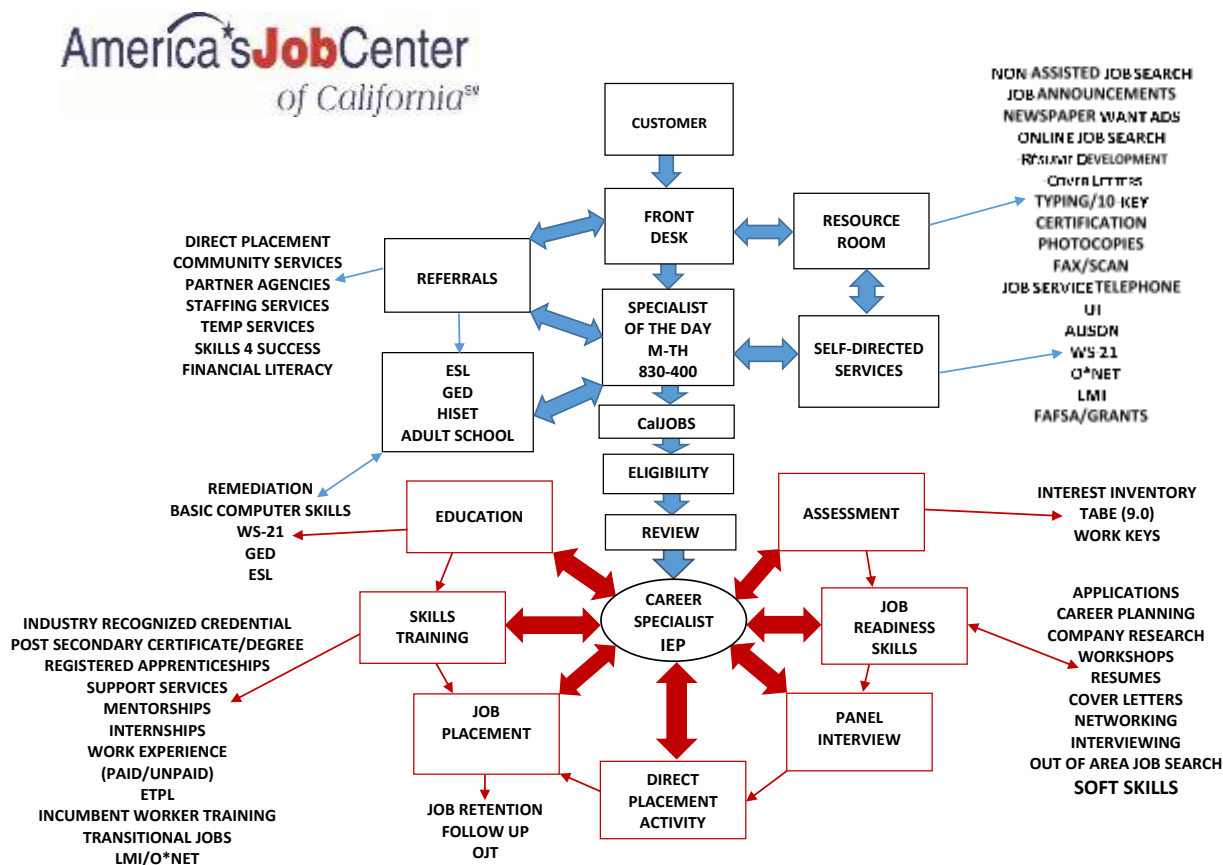 America'sJobCenter
of California℠
CUSTOMER
FRONT
DESK
RESOURCE
ROOM
REFERRALS
SPECIALIST
OF THE DAY
M-TH
830-400
SELF-DIRECTED
SERVICES
ESL
GED
HISET
ADULT SCHOOL
CalJOBS
ELIGIBILITY
REVIEW
DIRECT PLACEMENT
COMMUNITY SERVICES
PARTNER AGENCIES
STAFFING SERVICES
TEMP SERVICES
SKILLS 4 SUCCESS
FINANCIAL LITERACY
NON-ASSISTED JOB SEARCH
JOB ANNOUNCEMENTS
NEWSPAPER WANT ADS
ONLINE JOB SEARCH
-RÉSUMÉ DEVELOPMENT
-COVER LETTERS
TYPING/10-KEY
CERTIFICATION
PHOTOCOPIES
FAX/SCAN
JOB SERVICE TELEPHONE
UI
WS-21
O*NET
LMI
FAFSA/GRANTS
REMEDIATION
BASIC COMPUTER SKILLS
WS-21
GED
ESL
EDUCATION
ASSESSMENT
INTEREST INVENTORY
TABE (9.0)
WORK KEYS
CAREER
SPECIALIST
IEP
SKILLS
TRAINING
JOB
READINESS
SKILLS
INDUSTRY RECOGNIZED CREDENTIAL
POST SECONDARY CERTIFICATE/DEGREE
REGISTERED APPRENTICESHIPS
SUPPORT SERVICES
MENTORSHIPS
INTERNSHIPS
WORK EXPERIENCE
(PAID/UNPAID)
ETPL
INCUMBENT WORKER TRAINING
TRANSITIONAL JOBS
LMI/O*NET
APPLICATIONS
CAREER PLANNING
COMPANY RESEARCH
WORKSHOPS
RESUMES
COVER LETTERS
NETWORKING
INTERVIEWING
OUT OF AREA JOB SEARCH
SOFT SKILLS
JOB
PLACEMENT
PANEL
INTERVIEW
DIRECT
PLACEMENT
ACTIVITY
JOB RETENTION
FOLLOW UP
OJT